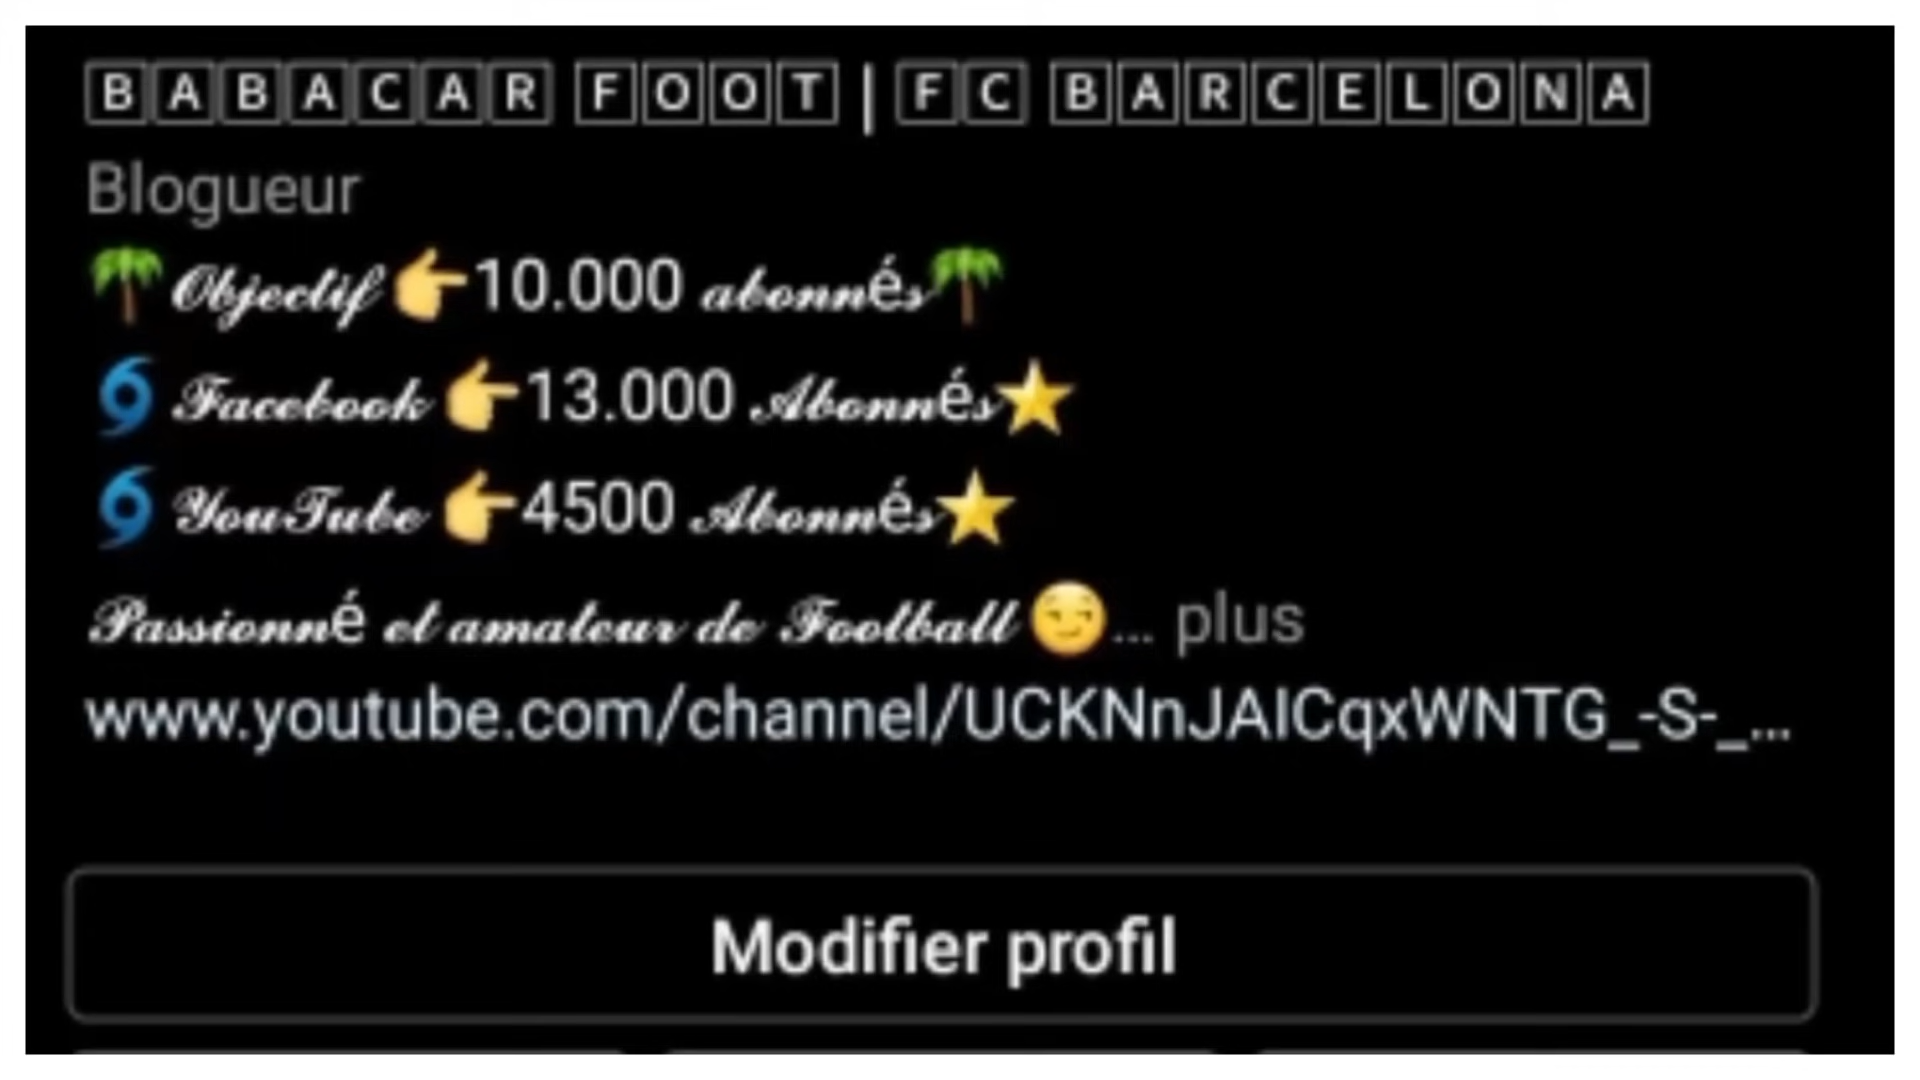 🄱🄰🄱🄰🄲🄰🅁 🄵🄾🄾🅃 | 🄵🄲 🄱🄰🅁🄲🄴🄻🄾🄽🄰
Blogueur
🌴𝓞𝓫𝓳𝓮𝓬𝓽𝓲𝓯 👉10.000 𝓪𝓫𝓸𝓷𝓷é𝓼🌴
🌀 𝓕𝓪𝓬𝓮𝓫𝓸𝓸𝓴 👉13.000 𝓐𝓫𝓸𝓷𝓷é𝓼⭐
🌀 𝓨𝓸𝓾𝓣𝓾𝓫𝓮 👉4500 𝓐𝓫𝓸𝓷𝓷é𝓼⭐
𝓟𝓪𝓼𝓼𝓲𝓸𝓷𝓷é 𝓮𝓽 𝓪𝓶𝓪𝓽𝓮𝓾𝓻 𝓭𝓮 𝓕𝓸𝓸𝓽𝓫𝓪𝓵𝓵 😏... plus
www.youtube.com/channel/UCKNnJAICqxWNTG_-S-_...
Modifier profil